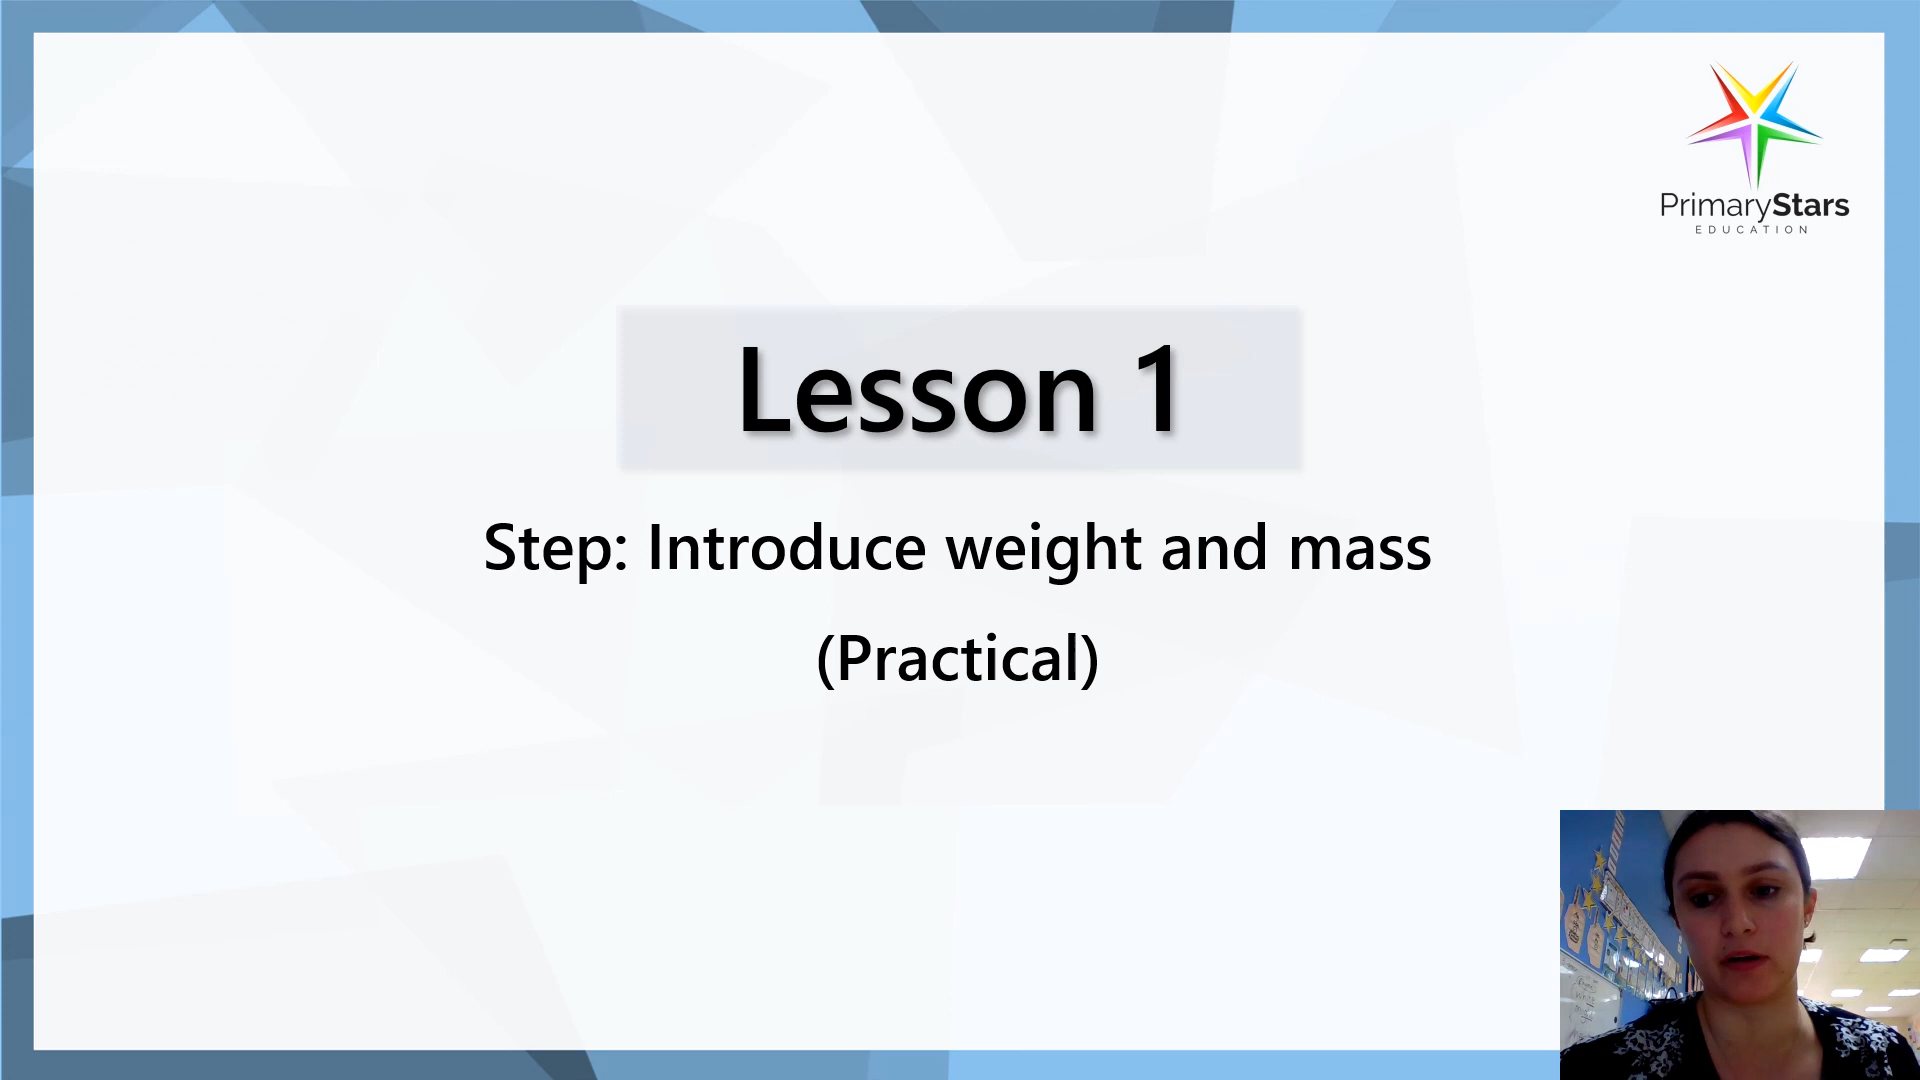 PrimaryStars
EDUCATION
Lesson 1
Step: Introduce weight and mass
(Practical)